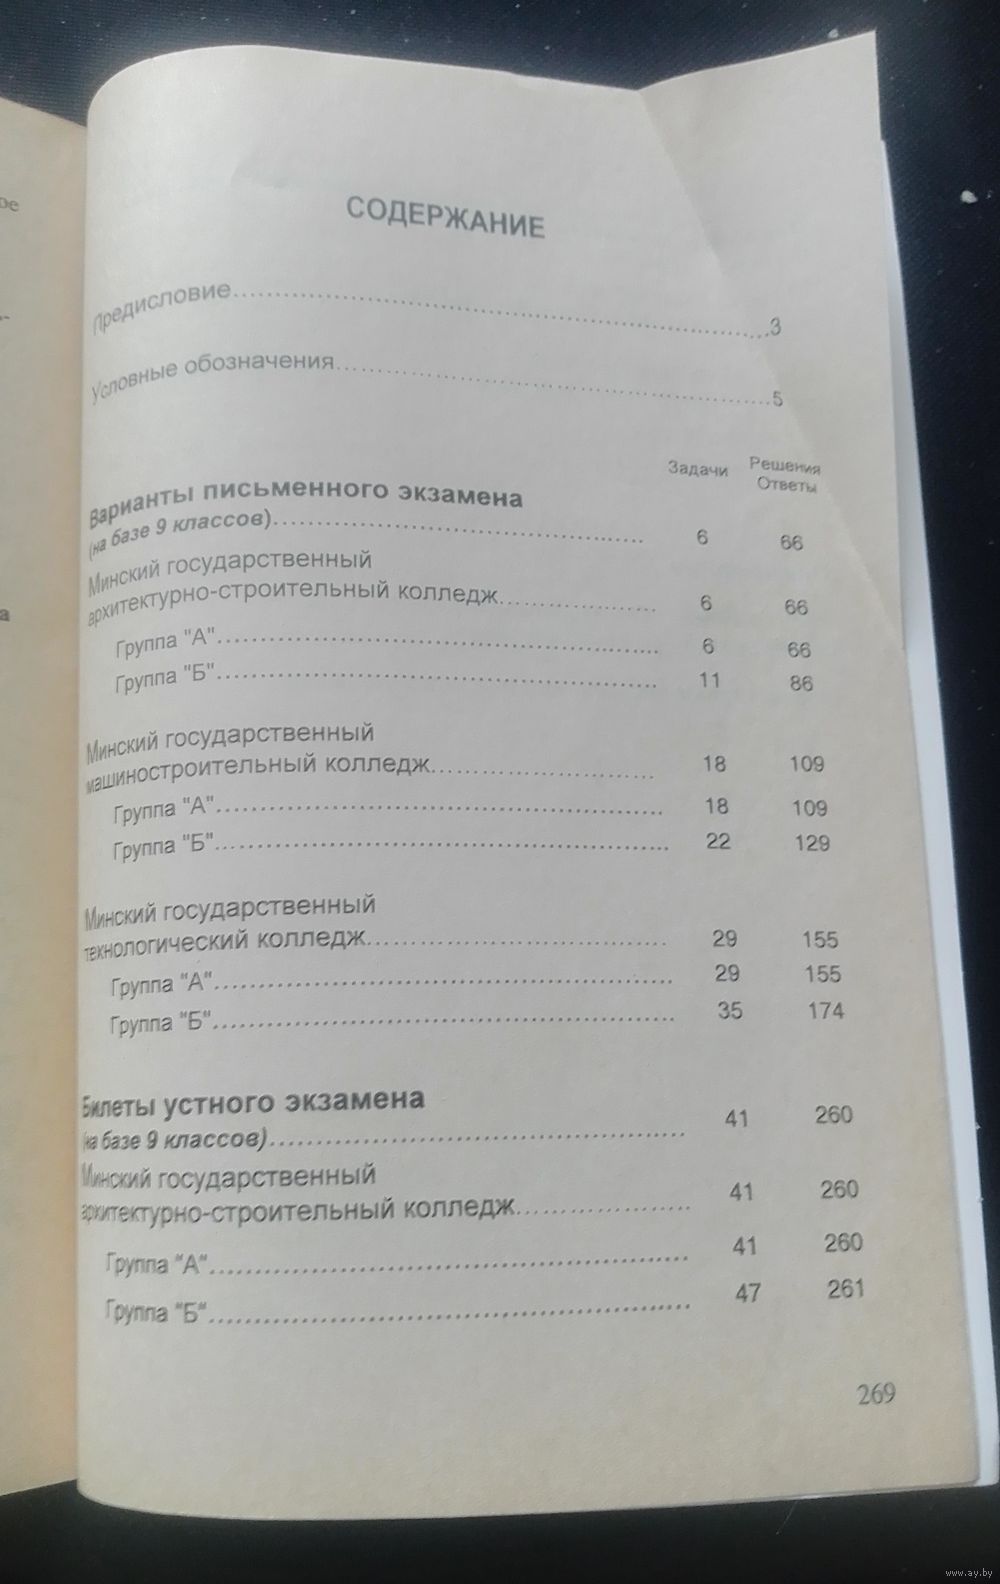 ое
-
а
СОДЕРЖАНИЕ
Предисловие...3
Условные обозначения...5
Задачи Решения
Ответы
Варианты письменного экзамена
(на базе 9 классов)... 6 66
Минский государственный
архитектурно-строительный колледж... 6 66
Группа "А"... 6 66
Группа "Б"... 11 86
Минский государственный
машиностроительный колледж... 18 109
Группа "А"... 18 109
Группа "Б"... 22 129
Минский государственный
технологический колледж... 29 155
Группа "А"... 29 155
Группа "Б"... 35 174
Билеты устного экзамена
(на базе 9 классов)... 41 260
Минский государственный
архитектурно-строительный колледж... 41 260
Группа "А"... 41 260
Группа "Б"... 47 261
269
www.ay.by